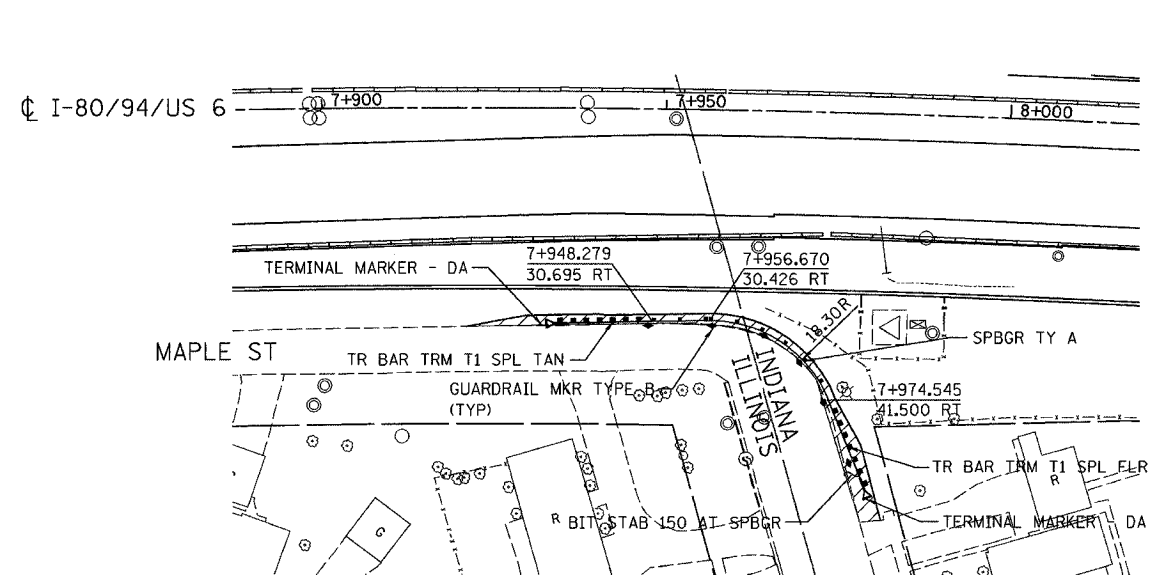 ℄ I-80/94/US 6
7+900
7+950
8+000
7+948.279
30.695 RT
7+956.670
30.426 RT
TERMINAL MARKER - DA
18.30R
MAPLE ST
SPBGR TY A
TR BAR TRM T1 SPL TAN
INDIANA
ILLINOIS
GUARDRAIL MKR TYPE B
(TYP)
7+974.545
41.500 RT
TR BAR TRM T1 SPL FLR
R
R
BIT STAB 150 AT SPBGR
TERMINAL MARKER - DA
G